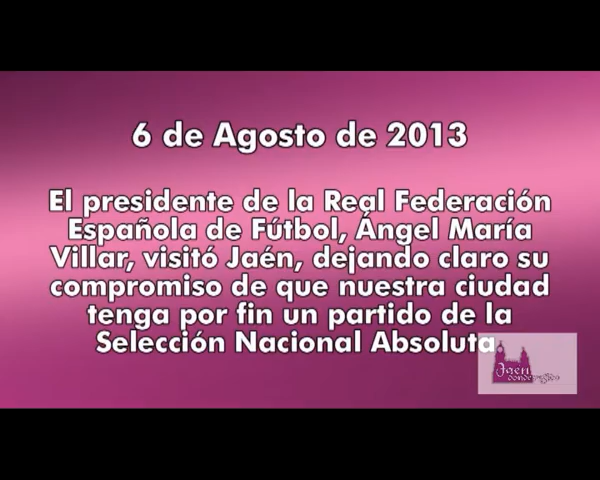 6 de Agosto de 2013
El presidente de la Real Federación
Española de Fútbol, Ángel María
Villar, visitó Jaén, dejando claro su
compromiso de que nuestra ciudad
tenga por fin un partido de la
Selección Nacional Absoluta
Jaén
donde